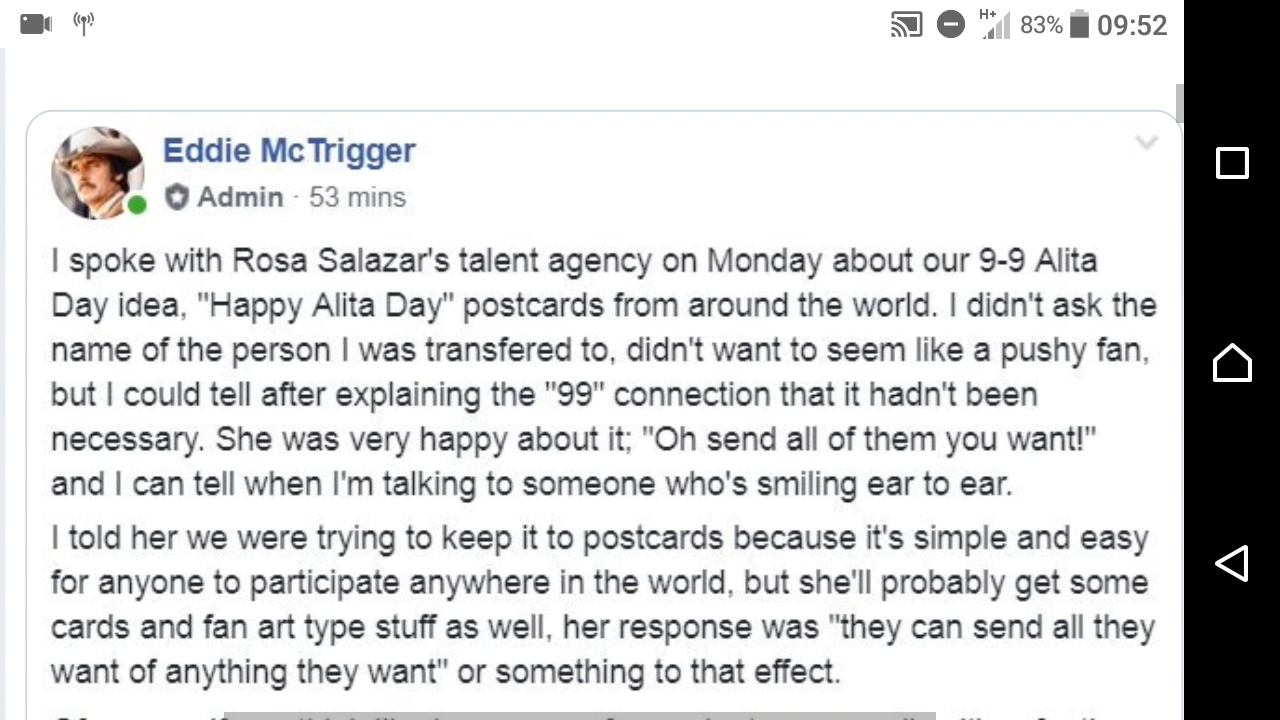 H+ 83% 09:52
Eddie McTrigger
Admin · 53 mins
I spoke with Rosa Salazar's talent agency on Monday about our 9-9 Alita
Day idea, "Happy Alita Day" postcards from around the world. I didn't ask the
name of the person I was transfered to, didn't want to seem like a pushy fan,
but I could tell after explaining the "99" connection that it hadn't been
necessary. She was very happy about it; "Oh send all of them you want!"
and I can tell when I'm talking to someone who's smiling ear to ear.
I told her we were trying to keep it to postcards because it's simple and easy
for anyone to participate anywhere in the world, but she'll probably get some
cards and fan art type stuff as well, her response was "they can send all they
want of anything they want" or something to that effect.